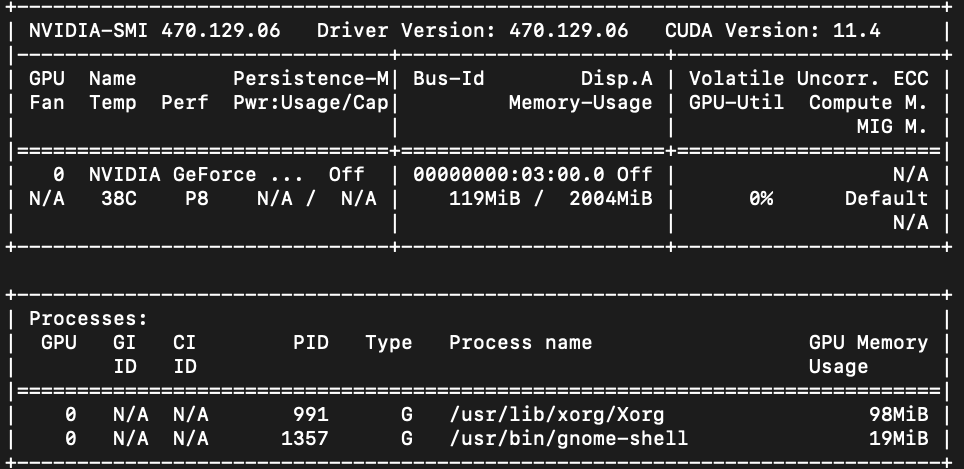 NVIDIA-SMI 470.129.06 Driver Version: 470.129.06 CUDA Version: 11.4
GPU Name Persistence-M| Bus-Id Disp.A | Volatile Uncorr. ECC
Fan Temp Perf Pwr:Usage/Cap| Memory-Usage | GPU-Util Compute M.
MIG M.
0 NVIDIA GeForce ... Off | 00000000:03:00.0 Off | N/A
N/A 38C P8 N/A / N/A | 119MiB / 2004MiB | 0% Default
N/A
Processes:
GPU GI CI PID Type Process name GPU Memory
ID ID Usage
0 N/A N/A 991 G /usr/lib/xorg/Xorg 98MiB
0 N/A N/A 1357 G /usr/bin/gnome-shell 19MiB